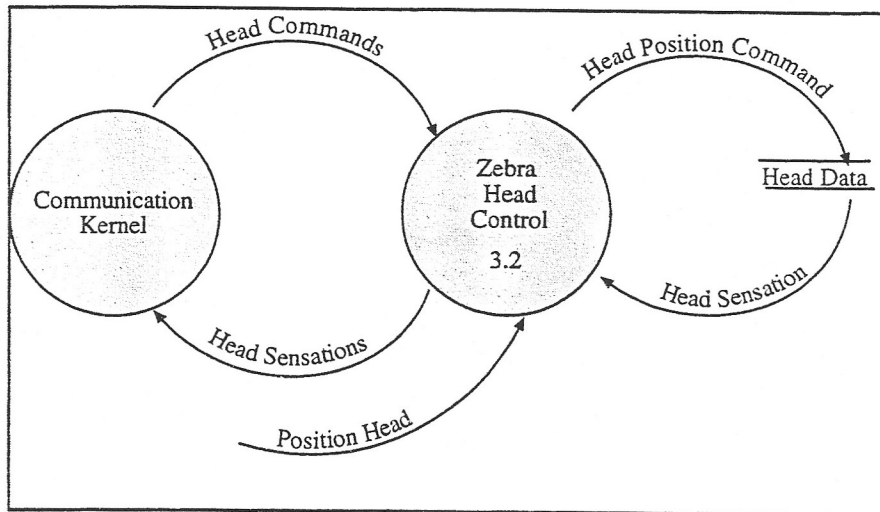 Head Commands
Head Position Command
Communication
Kernel
Zebra
Head
Control
3.2
Head Data
Head Sensations
Head Sensation
Position Head